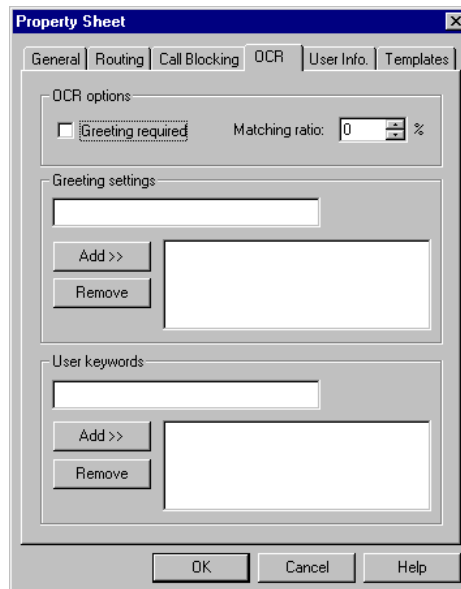 Property Sheet
General Routing Call Blocking OCR User Info. Templates
OCR options
Greeting required Matching ratio: 0 %
Greeting settings
Add >>
Remove
User keywords
Add >>
Remove
OK Cancel Help